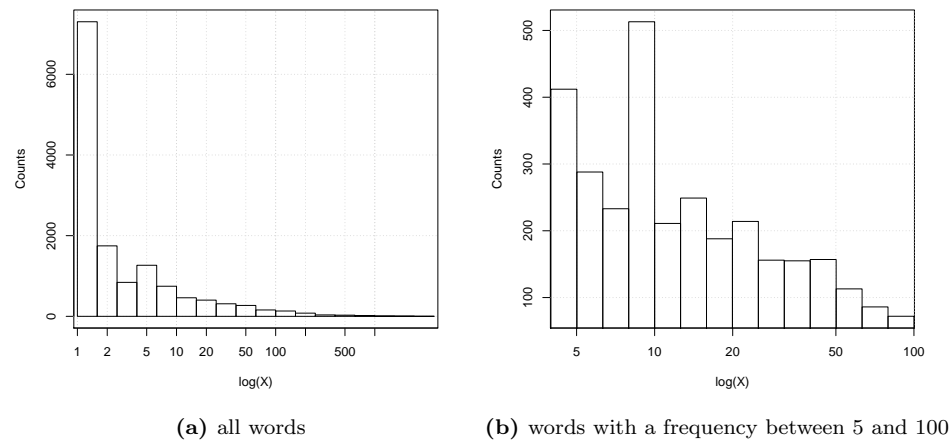 Counts
6000
4000
2000
0
1 2 5 10 20 50 100 500
log(X)
(a) all words
Counts
500
400
300
200
100
5 10 20 50 100
log(X)
(b) words with a frequency between 5 and 100